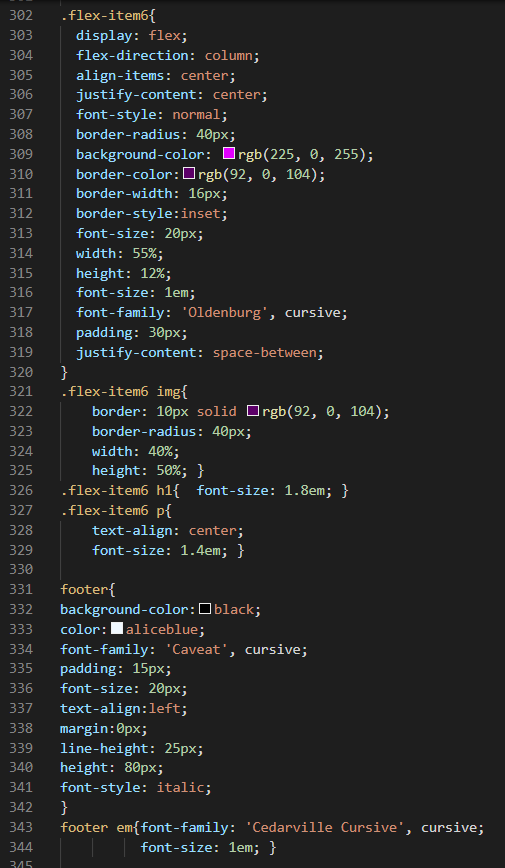 302 .flex-item6{
303 display: flex;
304 flex-direction: column;
305 align-items: center;
306 justify-content: center;
307 font-style: normal;
308 border-radius: 40px;
309 background-color: rgb(225, 0, 255);
310 border-color:rgb(92, 0, 104);
311 border-width: 16px;
312 border-style:inset;
313 font-size: 20px;
314 width: 55%;
315 height: 12%;
316 font-size: 1em;
317 font-family: 'Oldenburg', cursive;
318 padding: 30px;
319 justify-content: space-between;
320 }
321 .flex-item6 img{
322 border: 10px solid rgb(92, 0, 104);
323 border-radius: 40px;
324 width: 40%;
325 height: 50%; }
326 .flex-item6 h1{  font-size: 1.8em; }
327 .flex-item6 p{
328 text-align: center;
329 font-size: 1.4em; }
330
331 footer{
332 background-color:black;
333 color:aliceblue;
334 font-family: 'Caveat', cursive;
335 padding: 15px;
336 font-size: 20px;
337 text-align:left;
338 margin:0px;
339 line-height: 25px;
340 height: 80px;
341 font-style: italic;
342 }
343 footer em{font-family: 'Cedarville Cursive', cursive;
344 font-size: 1em; }